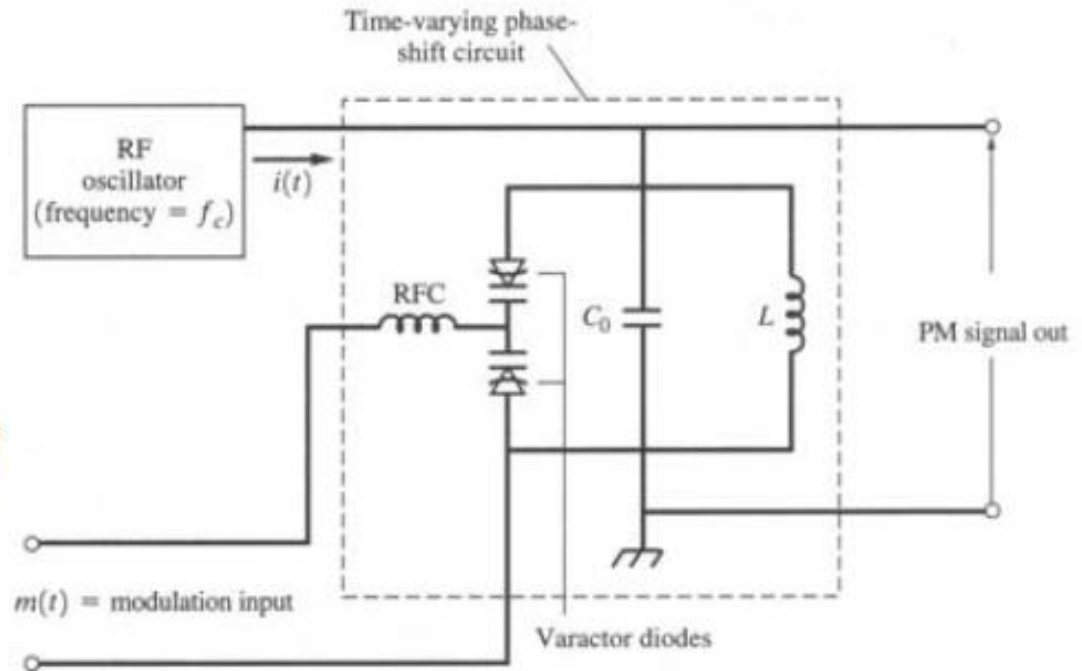 Time-varying phase-
shift circuit
RF
oscillator
(frequency = f_c)
i(t)
RFC
C_0
L
PM signal out
m(t) = modulation input
Varactor diodes